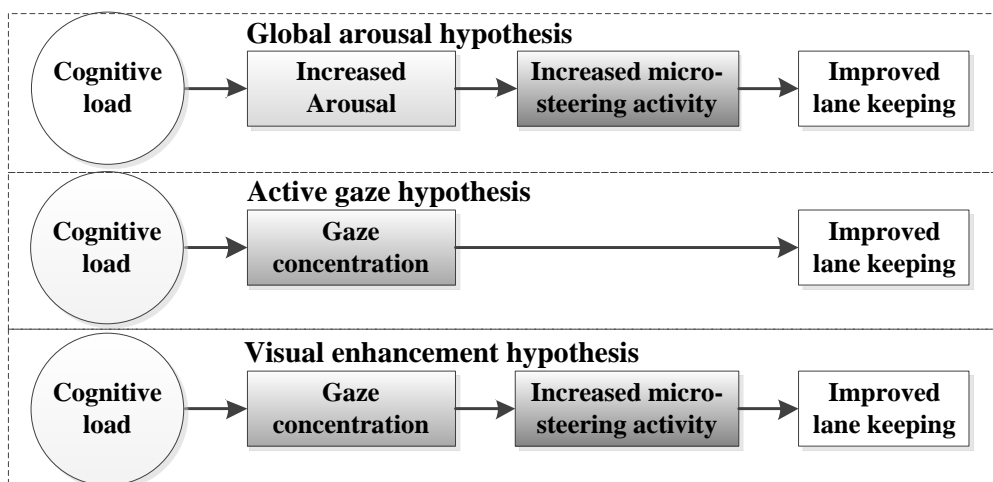 Global arousal hypothesis
Cognitive
load
Increased
Arousal
Increased micro-
steering activity
Improved
lane keeping
Active gaze hypothesis
Cognitive
load
Gaze
concentration
Improved
lane keeping
Visual enhancement hypothesis
Cognitive
load
Gaze
concentration
Increased micro-
steering activity
Improved
lane keeping